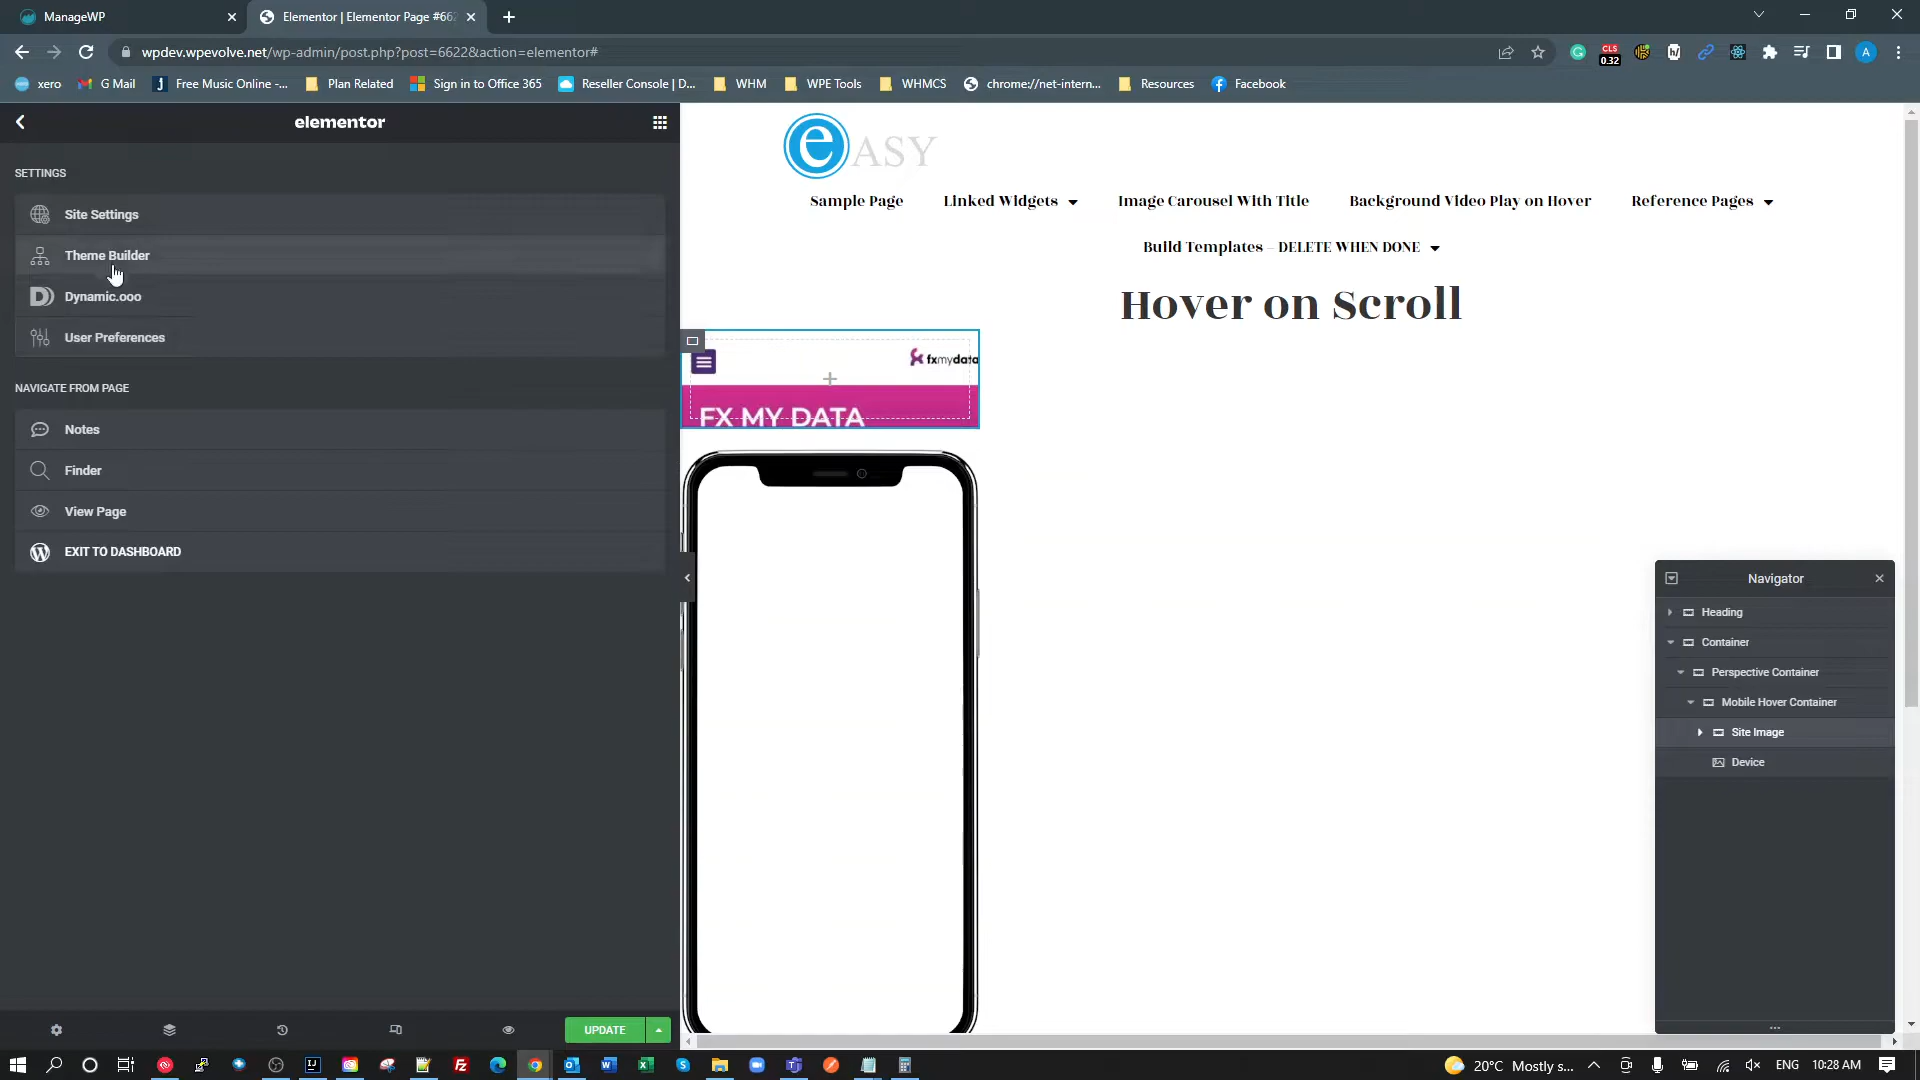 ManageWP
Elementor | Elementor Page #662
wpdev.wpevolve.net/wp-admin/post.php?post=6622&action=elementor#
CLS
0.32
h/
A
xero
G Mail
Free Music Online -...
Plan Related
Sign in to Office 365
Reseller Console | D...
WHM
WPE Tools
WHMCS
chrome://net-intern...
Resources
Facebook
elementor
SETTINGS
Site Settings
Theme Builder
Dynamic.ooo
User Preferences
NAVIGATE FROM PAGE
Notes
Finder
View Page
EXIT TO DASHBOARD
UPDATE
eASY
Sample Page
Linked Widgets
Image Carousel With Title
Background Video Play on Hover
Reference Pages
Build Templates – DELETE WHEN DONE
Hover on Scroll
fxmydata
FX MY DATA
Navigator
Heading
Container
Perspective Container
Mobile Hover Container
Site Image
Device
20°C Mostly s...
ENG
10:28 AM